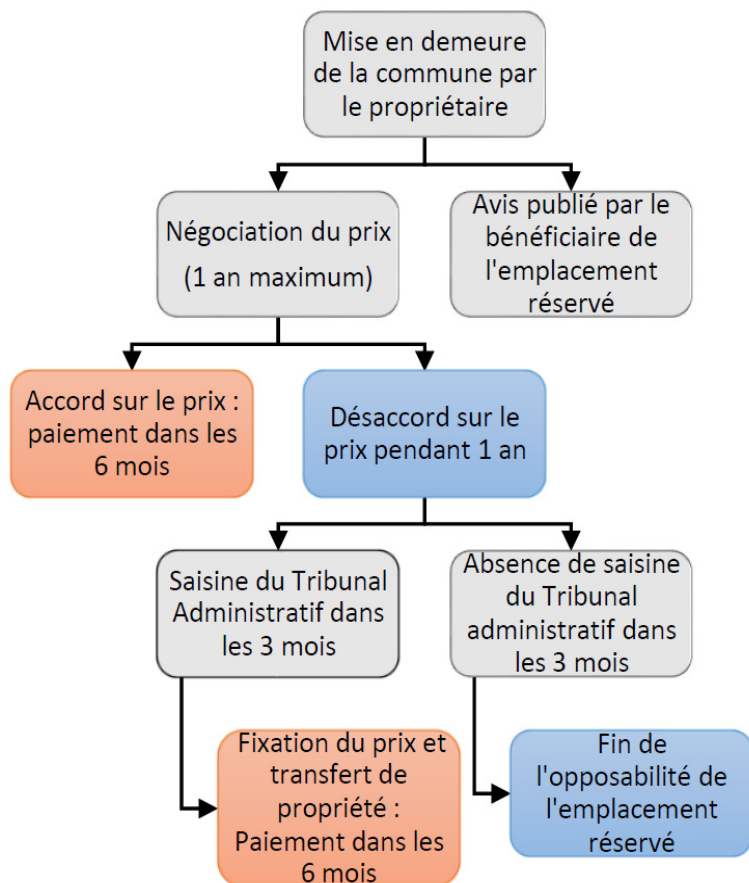 Mise en demeure
de la commune par
le propriétaire
Négociation du prix
(1 an maximum)
Avis publié par le
bénéficiaire de
l'emplacement
réservé
Accord sur le prix :
paiement dans les
6 mois
Désaccord sur le
prix pendant 1 an
Saisine du Tribunal
Administratif dans
les 3 mois
Absence de saisine
du Tribunal
administratif dans
les 3 mois
Fixation du prix et
transfert de
propriété :
Paiement dans les
6 mois
Fin de
l'opposabilité de
l'emplacement
réservé